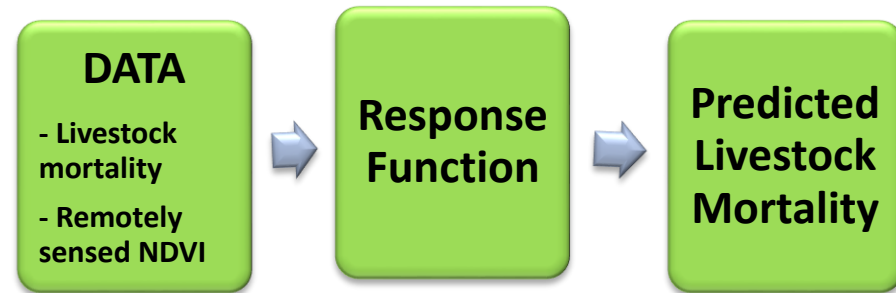 DATA
- Livestock
mortality
- Remotely
sensed NDVI
Response
Function
Predicted
Livestock
Mortality